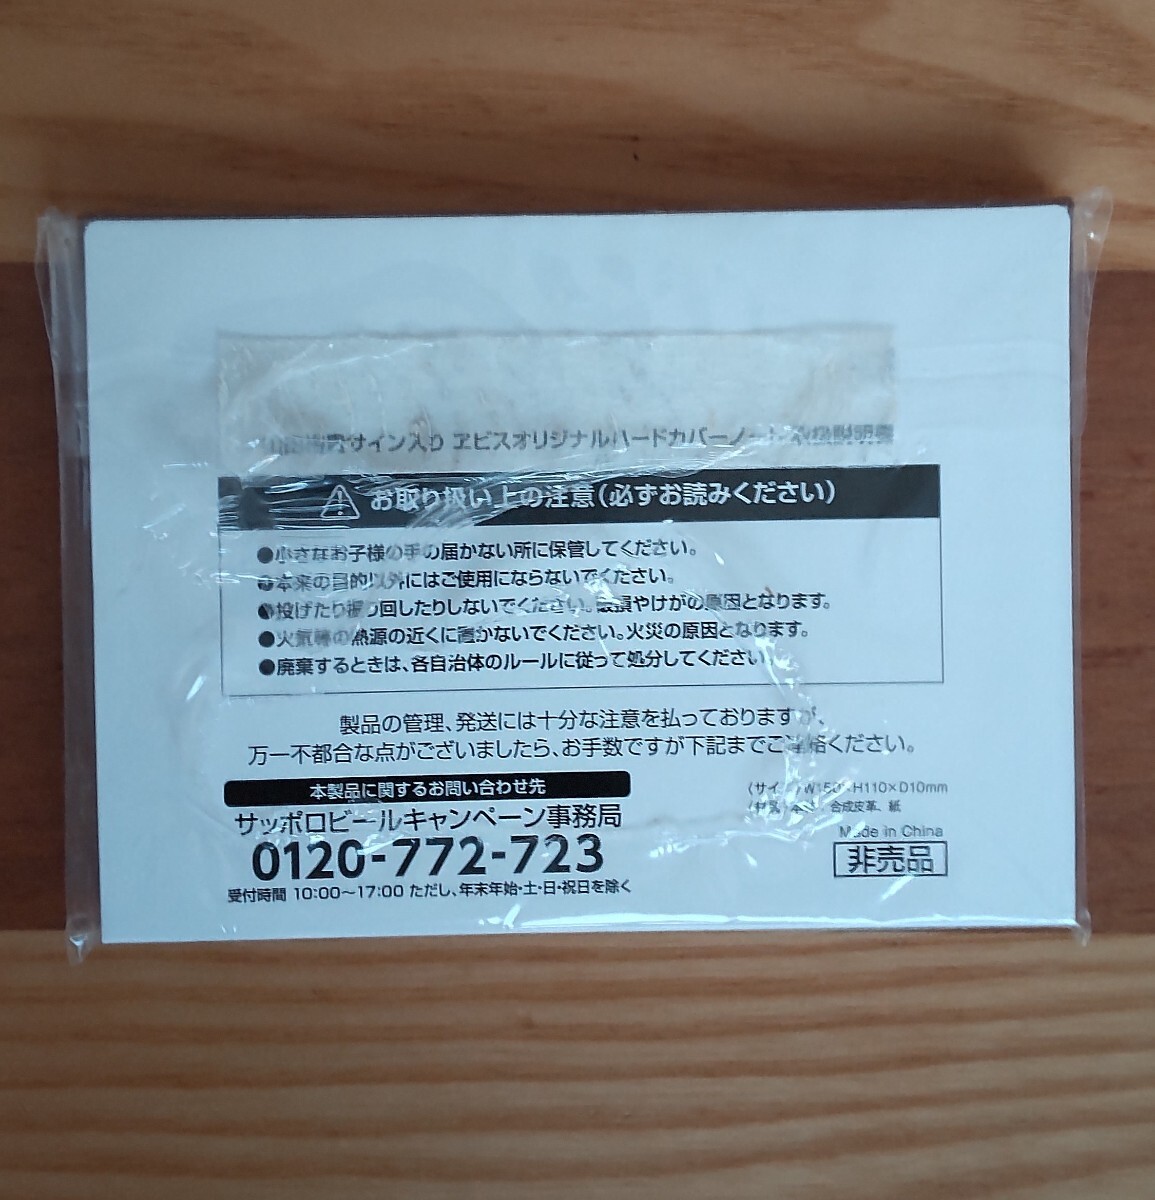 サイン入り ヱビスオリジナルハードカバーノート 取扱説明書
お取り扱い上の注意(必ずお読みください)
●小さなお子様の手の届かない所に保管してください。
●本来の目的以外にはご使用にならないでください。
●投げたり振り回したりしないでください。破損やけがの原因となります。
●火気等の熱源の近くに置かないでください。火災の原因となります。
●廃棄するときは、各自治体のルールに従って処分してください。
製品の管理、発送には十分な注意を払っておりますが、
万一不都合な点がございましたら、お手数ですが下記までご連絡ください。
本製品に関するお問い合わせ先
サッポロビールキャンペーン事務局
0120-772-723
受付時間 10:00〜17:00 ただし、年末年始・土・日・祝日を除く
〈サイズ〉W150×H110×D10mm
〈材質〉本体:合成皮革、紙
Made in China
非売品